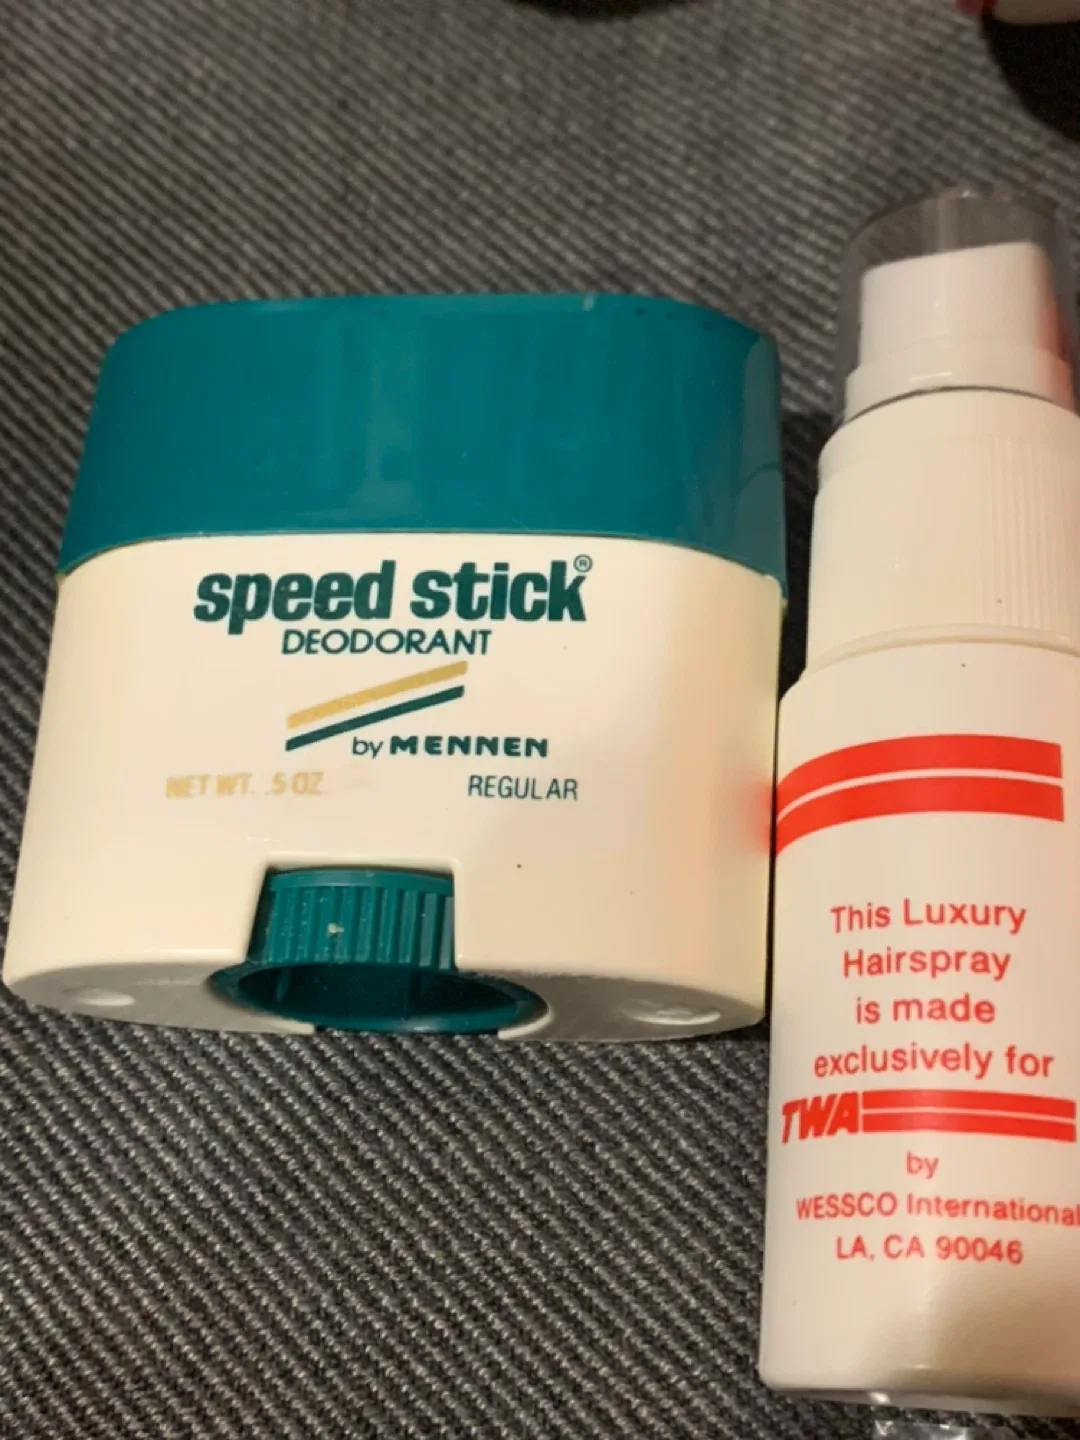 speed stick®
DEODORANT
by MENNEN
NET WT. .5 OZ.
REGULAR
This Luxury
Hairspray
is made
exclusively for
TWA
by
WESSCO International
LA, CA 90046